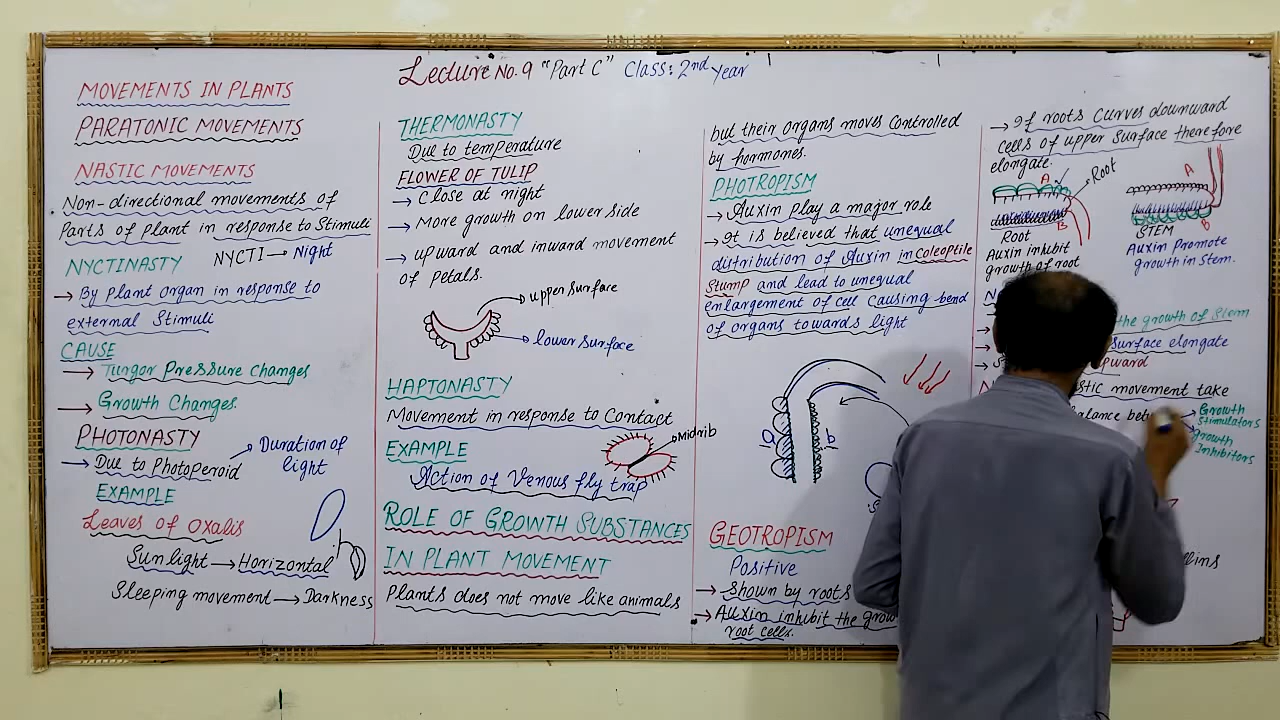 Lecture No. 9 "Part C" Class: 2nd Year
MOVEMENTS IN PLANTS
PARATONIC MOVEMENTS
NASTIC MOVEMENTS
Non-directional movements of
Parts of plant in response to Stimuli
NYCTINASTY NYCTI → Night
→ By plant organ in response to
external Stimuli
CAUSE
→ Tungor Pressure changes
→ Growth Changes.
PHOTONASTY
→ Due to Photoperoid → Duration of
light
EXAMPLE
Leaves of Oxalis
Sunlight → Horizontal
Sleeping movement → Darkness
THERMONASTY
Due to temperature
FLOWER OF TULIP
→ Close at night
→ More growth on lower side
→ upward and inward movement
of petals.
upper surface
lower surface
HAPTONASTY
Movement in response to Contact
EXAMPLE
Midrib
Action of Venous fly trap
ROLE OF GROWTH SUBSTANCES
IN PLANT MOVEMENT
Plants does not move like animals
but their organs moves controlled
by hormones.
PHOTROPISM
→ Auxin play a major role
→ It is believed that unequal
distribution of Auxin in coleoptile
Stump and lead to unequal
enlargement of cell causing bend
of organs towards light
a b
GEOTROPISM
Positive
→ Shown by roots
→ Auxin inhibit the grow
root cells.
→ If roots curves downward
cells of upper surface therefore
elongate.
A Root
B
Root
Auxin inhibit
growth of root
A
B
STEM
Auxin Promote
growth in stem.
the growth of stem
surface elongate
upward
stic movement take
alance bet
Growth
Stimulators
growth
Inhibitors